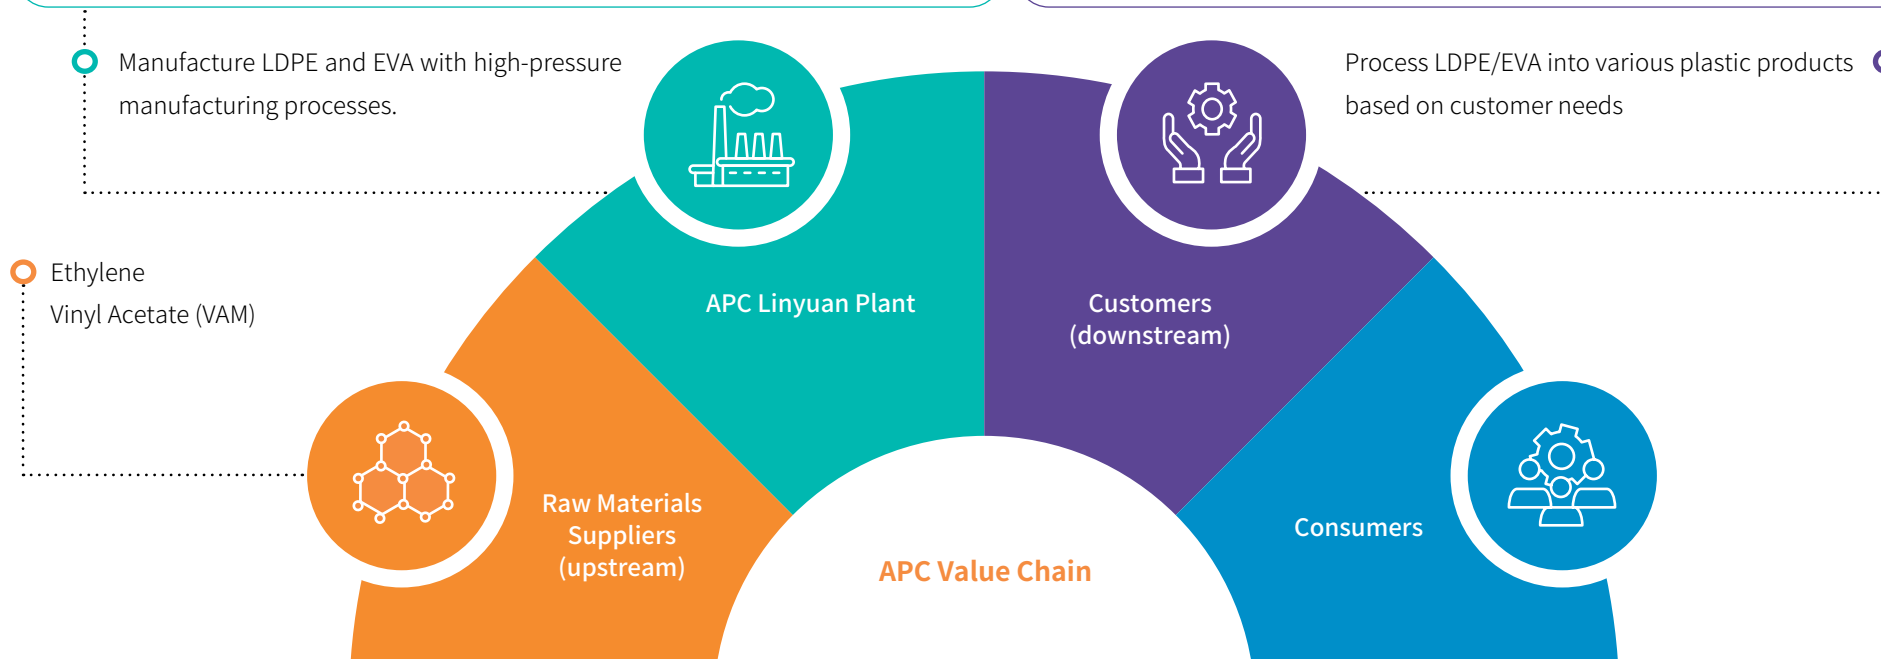 Manufacture LDPE and EVA with high-pressure
manufacturing processes.
Process LDPE/EVA into various plastic products
based on customer needs
Ethylene
Vinyl Acetate (VAM)
APC Linyuan Plant
Customers
(downstream)
Raw Materials
Suppliers
(upstream)
Consumers
APC Value Chain